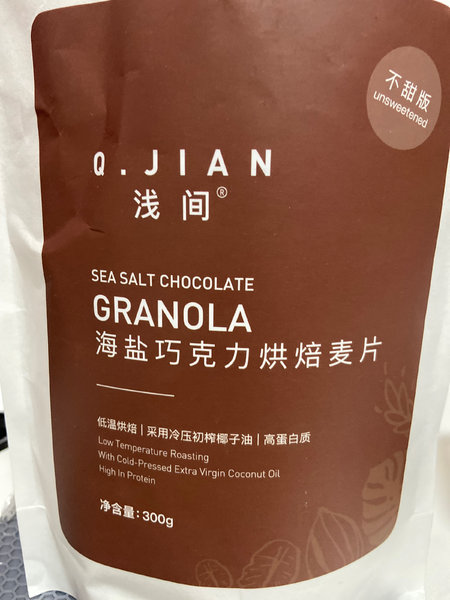 不甜版
unsweetened
Q.JIAN
浅间®
SEA SALT CHOCOLATE
GRANOLA
海盐巧克力烘焙麦片
低温烘焙 | 采用冷压初榨椰子油 | 高蛋白质
Low Temperature Roasting
With Cold-Pressed Extra Virgin Coconut Oil
High In Protein
净含量: 300g